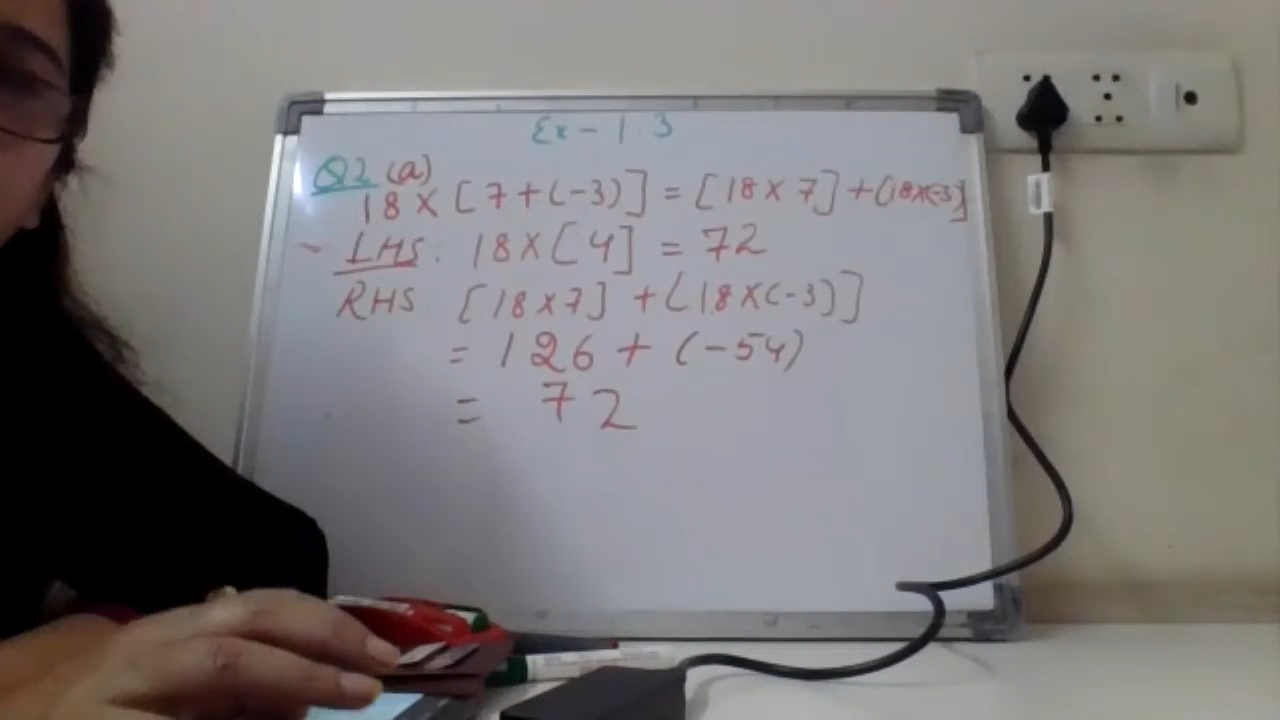 Ex - 1.3
Q2 (a)
18 × [7 + (-3)] = [18 × 7] + [18×(-3)]
- LHS: 18 × [4] = 72
RHS [18 × 7] + [18 × (-3)]
= 126 + (-54)
= 72